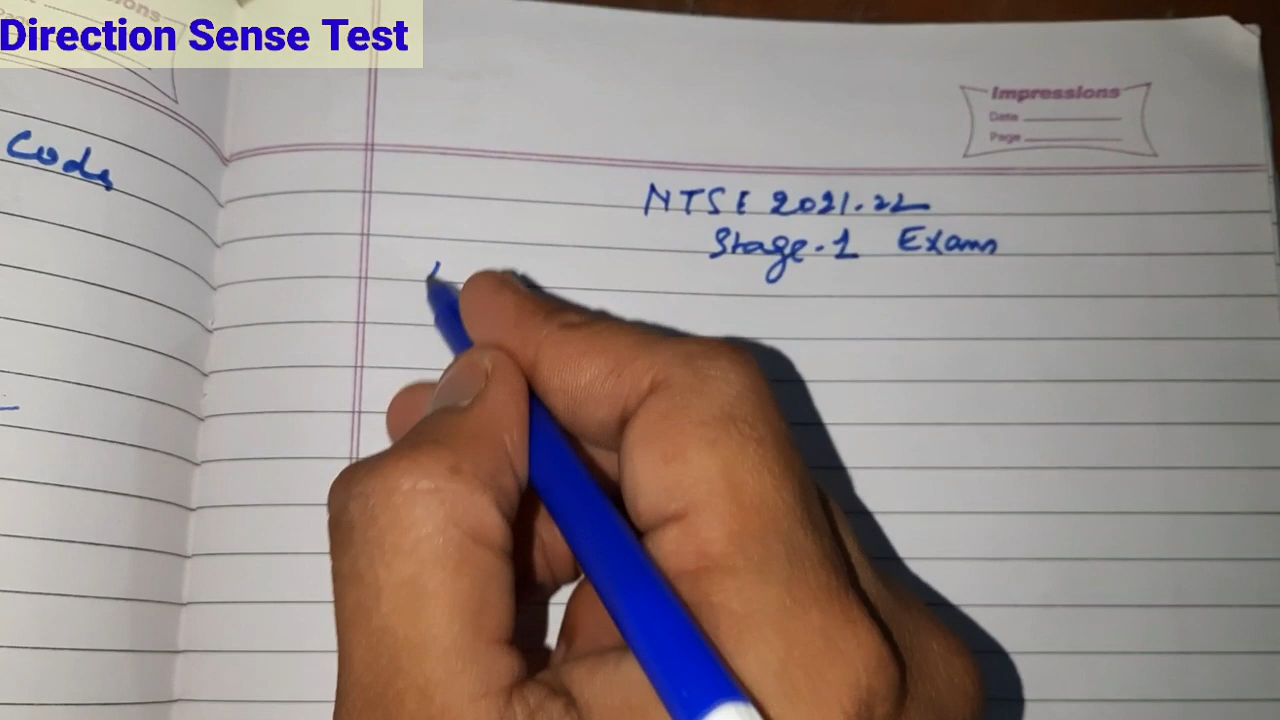 Direction Sense Test
Impressions
Date
Page
Code
NTSE 2021-22
Stage-1 Exam